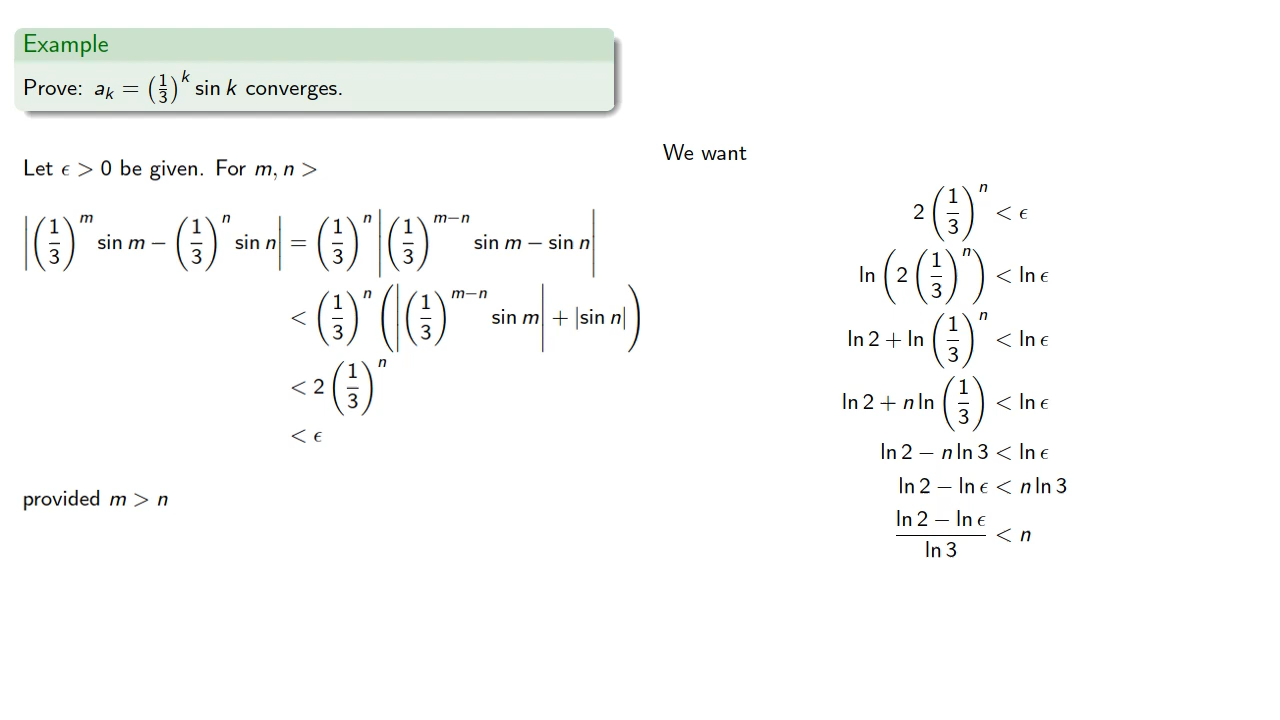 Example
Prove: a_k = (1/3)^k sin k converges.
Let ϵ > 0 be given. For m, n >
|(1/3)^m sin m − (1/3)^n sin n| = (1/3)^n |(1/3)^{m−n} sin m − sin n|
< (1/3)^n (|(1/3)^{m−n} sin m| + |sin n|)
< 2 (1/3)^n
< ϵ
provided m > n
We want
2 (1/3)^n < ϵ
ln (2 (1/3)^n) < ln ϵ
ln 2 + ln (1/3)^n < ln ϵ
ln 2 + n ln (1/3) < ln ϵ
ln 2 − n ln 3 < ln ϵ
ln 2 − ln ϵ < n ln 3
(ln 2 − ln ϵ)/(ln 3) < n